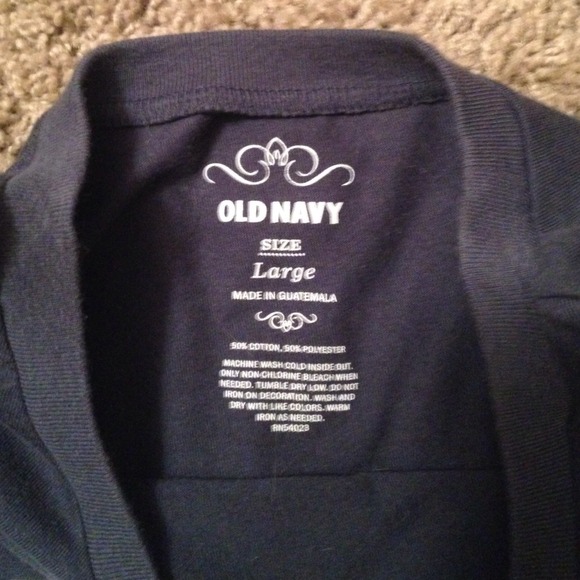 OLD NAVY
SIZE
Large
MADE IN GUATEMALA
50% COTTON, 50% POLYESTER
MACHINE WASH COLD INSIDE OUT.
ONLY NON-CHLORINE BLEACH WHEN
NEEDED. TUMBLE DRY LOW. DO NOT
IRON ON DECORATION. WASH AND
DRY WITH LIKE COLORS. WARM
IRON AS NEEDED.
RN54023